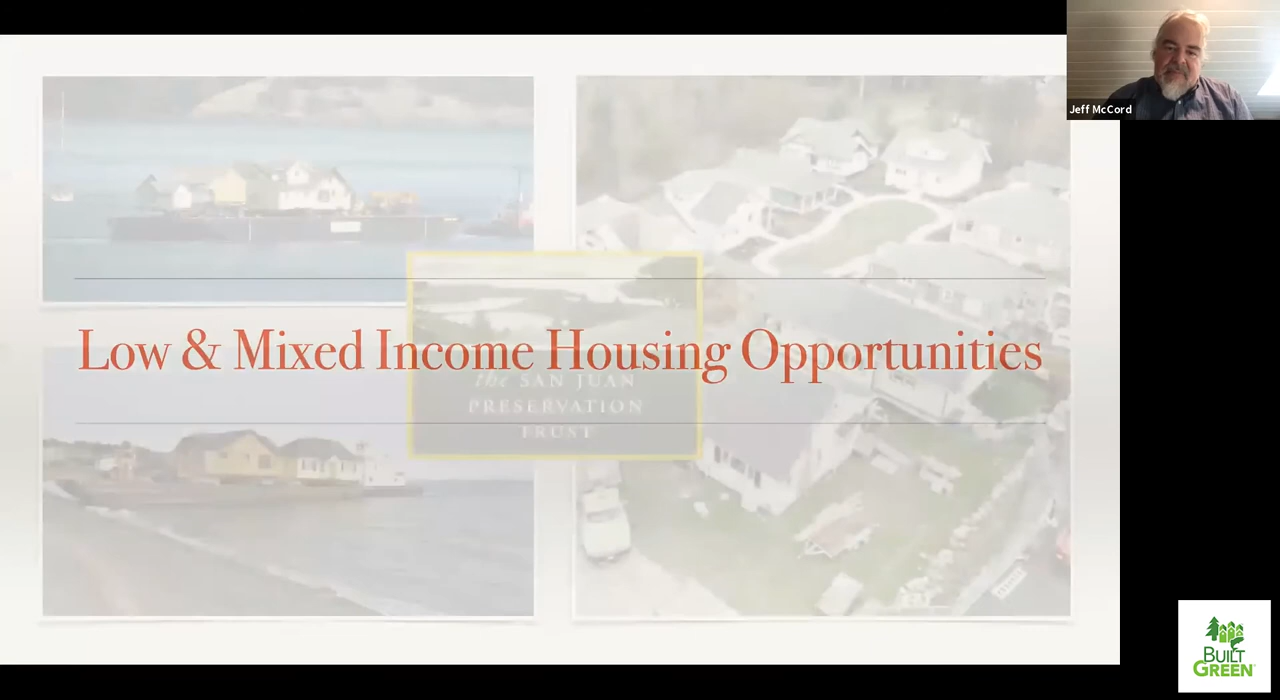 Jeff McCord
Low & Mixed Income Housing Opportunities
the SAN JUAN
PRESERVATION
TRUST
BUILT
GREEN